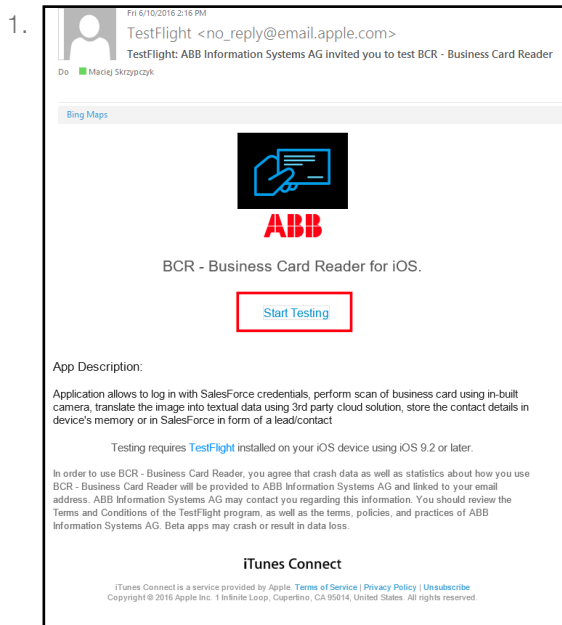 1.
Fri 6/10/2016 2:16 PM
TestFlight <no_reply@email.apple.com>
TestFlight: ABB Information Systems AG invited you to test BCR - Business Card Reader
Do Maciej Skrzypczyk
Bing Maps
ABB
BCR - Business Card Reader for iOS.
Start Testing
App Description:
Application allows to log in with SalesForce credentials, perform scan of business card using in-built
camera, translate the image into textual data using 3rd party cloud solution, store the contact details in
device's memory or in SalesForce in form of a lead/contact
Testing requires TestFlight installed on your iOS device using iOS 9.2 or later.
In order to use BCR - Business Card Reader, you agree that crash data as well as statistics about how you use
BCR - Business Card Reader will be provided to ABB Information Systems AG and linked to your email
address. ABB Information Systems AG may contact you regarding this information. You should review the
Terms and Conditions of the TestFlight program, as well as the terms, policies, and practices of ABB
Information Systems AG. Beta apps may crash or result in data loss.
iTunes Connect
iTunes Connect is a service provided by Apple. Terms of Service | Privacy Policy | Unsubscribe
Copyright © 2016 Apple Inc. 1 Infinite Loop, Cupertino, CA 95014, United States. All rights reserved.